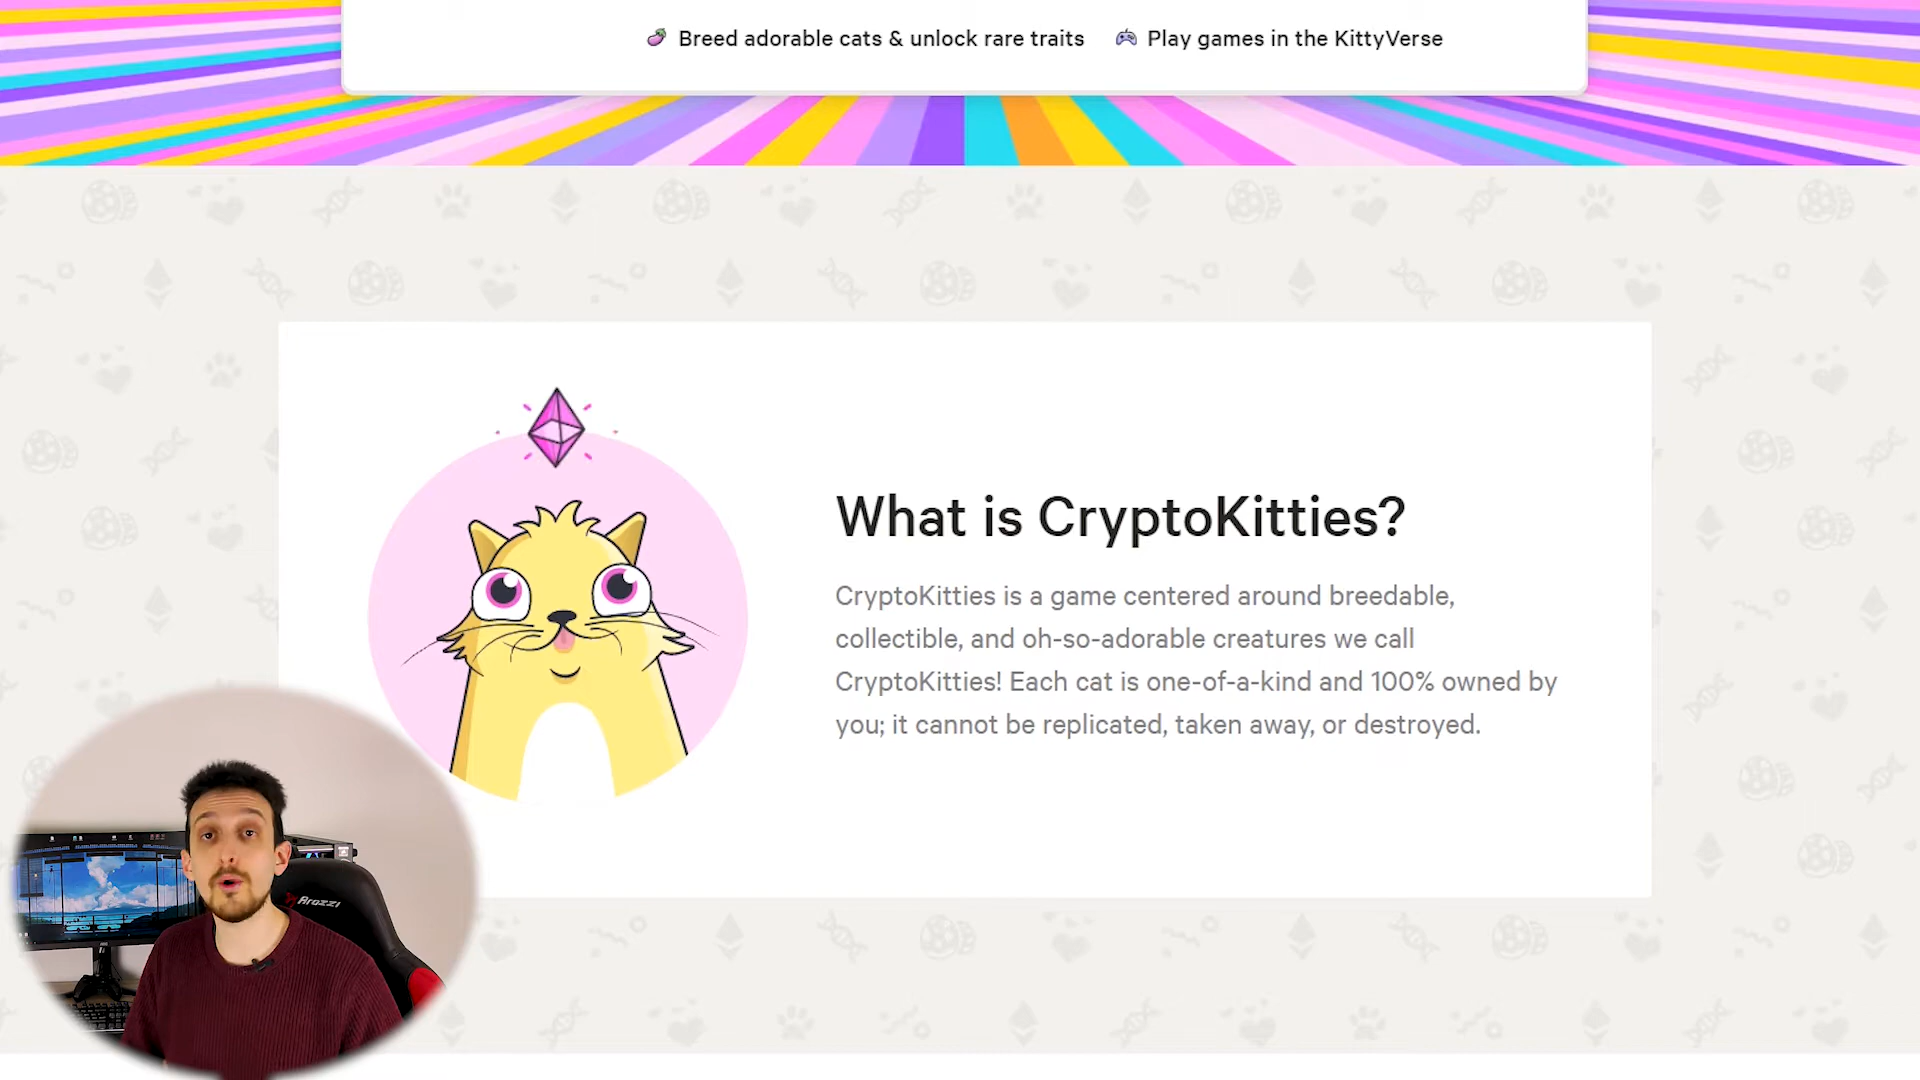 Breed adorable cats & unlock rare traits
Play games in the KittyVerse
What is CryptoKitties?
CryptoKitties is a game centered around breedable,
collectible, and oh-so-adorable creatures we call
CryptoKitties! Each cat is one-of-a-kind and 100% owned by
you; it cannot be replicated, taken away, or destroyed.
Arozzi